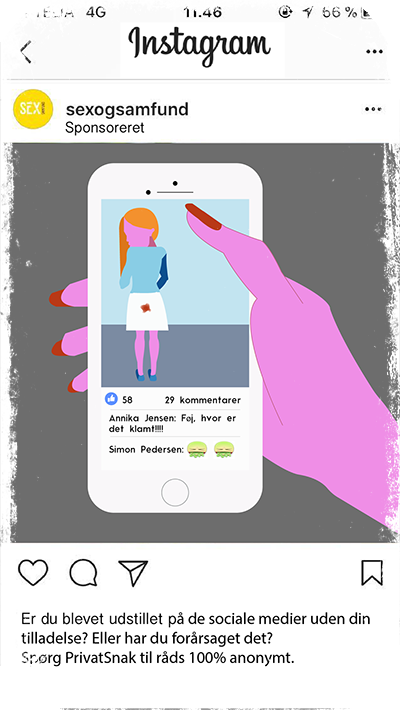 TELIA 4G 11.46 56 %
Instagram
SEX
sexogsamfund
Sponsoreret
58 29 kommentarer
Annika Jensen: Føj, hvor er
det klamt!!!!
Simon Pedersen:
Er du blevet udstillet på de sociale medier uden din
tilladelse? Eller har du forårsaget det?
Spørg PrivatSnak til råds 100% anonymt.